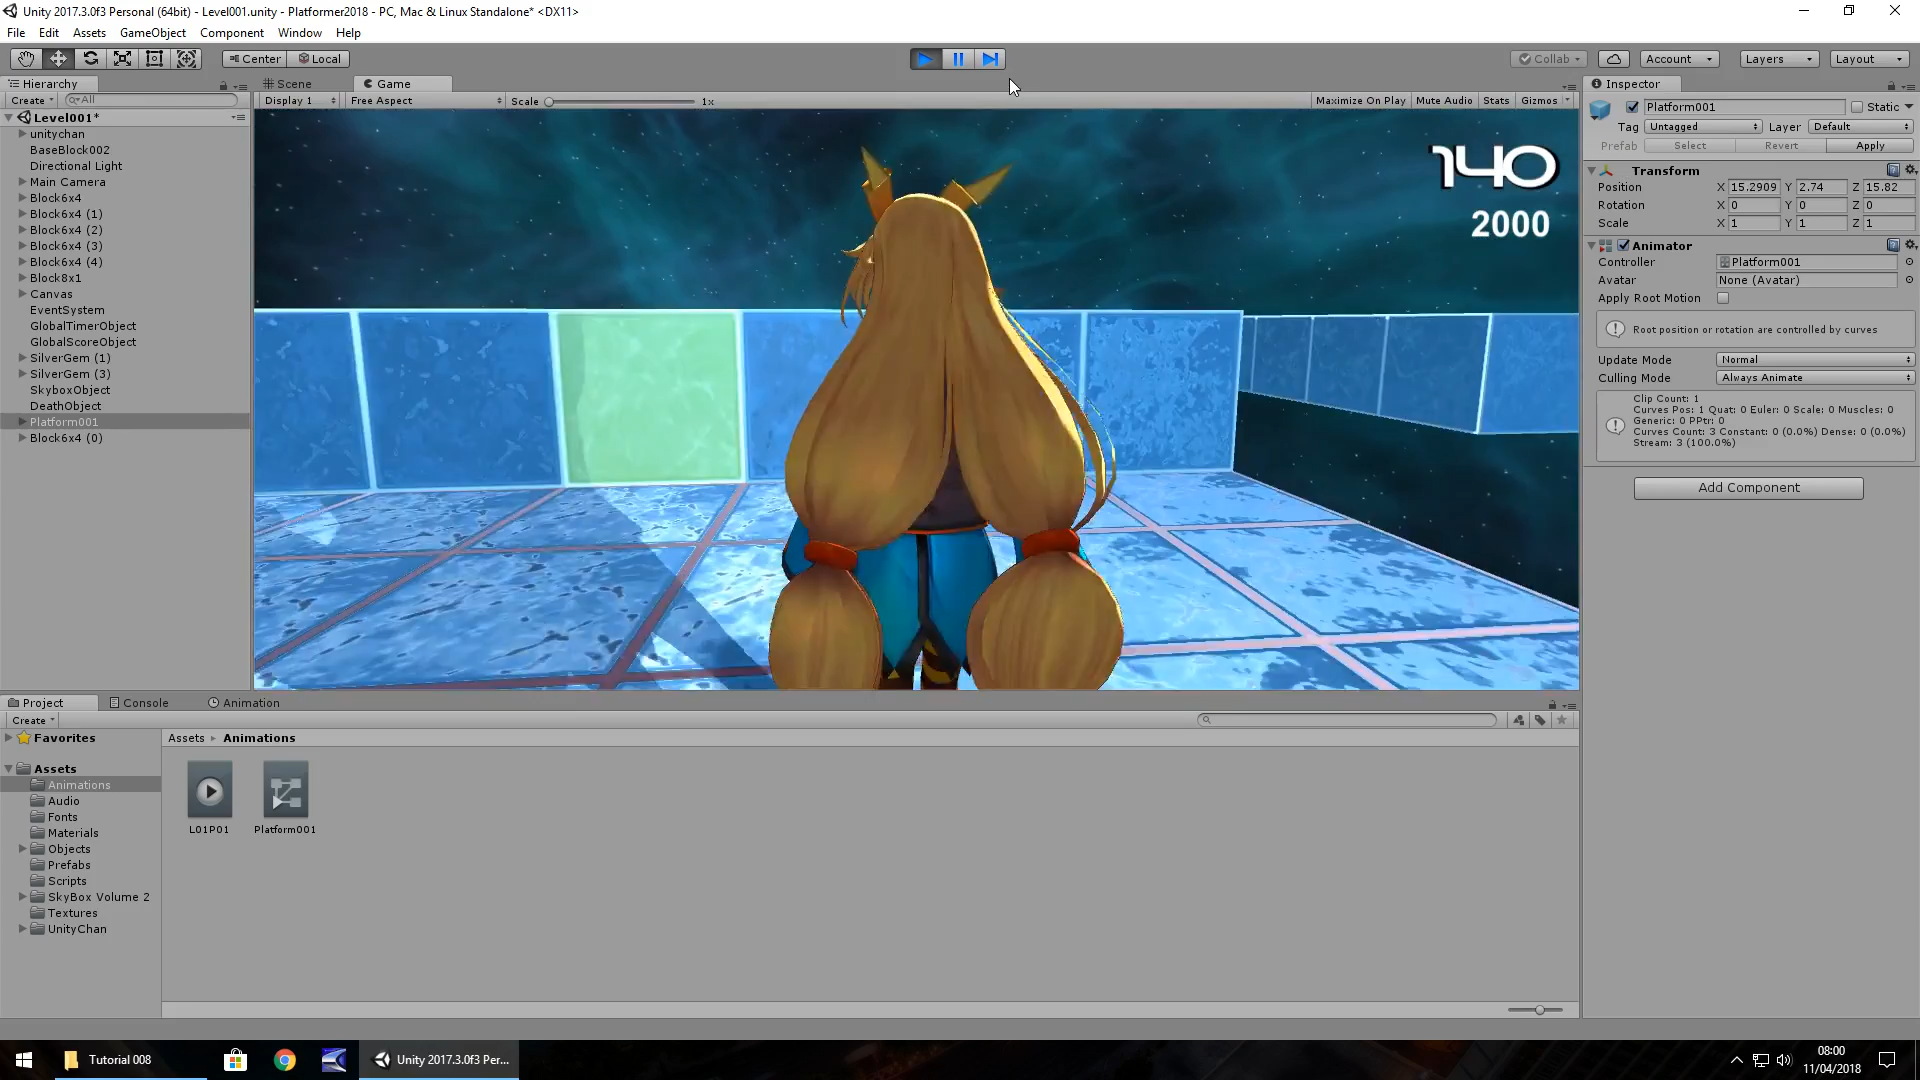 Unity 2017.3.0f3 Personal (64bit) - Level001.unity - Platformer2018 - PC, Mac & Linux Standalone* <DX11>
File Edit Assets GameObject Component Window Help
Center Local
Collab Account Layers Layout
Hierarchy
Create All
Level001*
unitychan
BaseBlock002
Directional Light
Main Camera
Block6x4
Block6x4 (1)
Block6x4 (2)
Block6x4 (3)
Block6x4 (4)
Block8x1
Canvas
EventSystem
GlobalTimerObject
GlobalScoreObject
SilverGem (1)
SilverGem (3)
SkyboxObject
DeathObject
Platform001
Block6x4 (0)
Scene Game
Display 1 Free Aspect Scale 1x Maximize On Play Mute Audio Stats Gizmos
140
2000
Inspector
Platform001 Static
Tag Untagged Layer Default
Prefab Select Revert Apply
Transform
Position X 15.2909 Y 2.74 Z 15.82
Rotation X 0 Y 0 Z 0
Scale X 1 Y 1 Z 1
Animator
Controller Platform001
Avatar None (Avatar)
Apply Root Motion
Root position or rotation are controlled by curves
Update Mode Normal
Culling Mode Always Animate
Clip Count: 1
Curves Pos: 1 Quat: 0 Euler: 0 Scale: 0 Muscles: 0
Generic: 0 PPtr: 0
Curves Count: 3 Constant: 0 (0.0%) Dense: 0 (0.0%)
Stream: 3 (100.0%)
Add Component
Project Console Animation
Create
Favorites
Assets
Animations
Audio
Fonts
Materials
Objects
Prefabs
Scripts
SkyBox Volume 2
Textures
UnityChan
Assets Animations
L01P01 Platform001
Tutorial 008
Unity 2017.3.0f3 Per...
08:00
11/04/2018